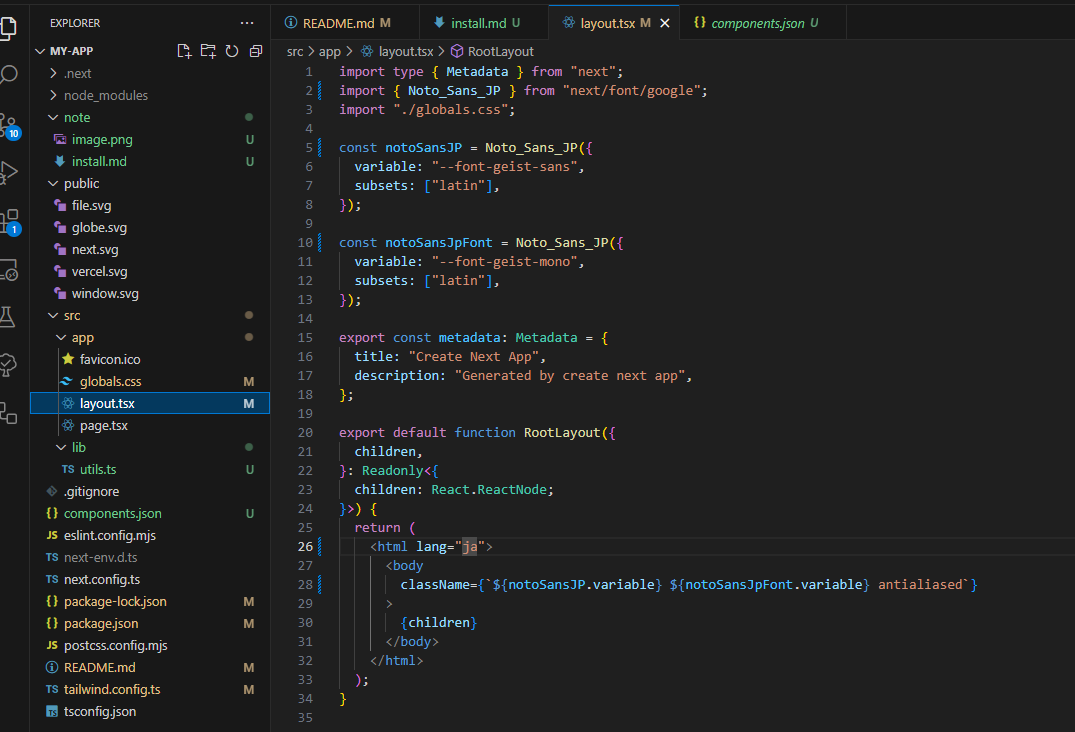 EXPLORER
MY-APP
.next
node_modules
note
image.png U
install.md U
public
file.svg
globe.svg
next.svg
vercel.svg
window.svg
src
app
favicon.ico
globals.css M
layout.tsx M
page.tsx
lib
TS utils.ts U
.gitignore
{} components.json U
JS eslint.config.mjs
TS next-env.d.ts
TS next.config.ts
{} package-lock.json M
{} package.json M
JS postcss.config.mjs
README.md M
TS tailwind.config.ts M
TS tsconfig.json
10
1
README.md M
install.md U
layout.tsx M
{} components.json U
src > app > layout.tsx > RootLayout
1 import type { Metadata } from "next";
2 import { Noto_Sans_JP } from "next/font/google";
3 import "./globals.css";
4
5 const notoSansJP = Noto_Sans_JP({
6   variable: "--font-geist-sans",
7   subsets: ["latin"],
8 });
9
10 const notoSansJpFont = Noto_Sans_JP({
11   variable: "--font-geist-mono",
12   subsets: ["latin"],
13 });
14
15 export const metadata: Metadata = {
16   title: "Create Next App",
17   description: "Generated by create next app",
18 };
19
20 export default function RootLayout({
21   children,
22 }: Readonly<{
23   children: React.ReactNode;
24 }>) {
25   return (
26     <html lang="ja">
27       <body
28         className={`${notoSansJP.variable} ${notoSansJpFont.variable} antialiased`}
29       >
30         {children}
31       </body>
32     </html>
33   );
34 }
35